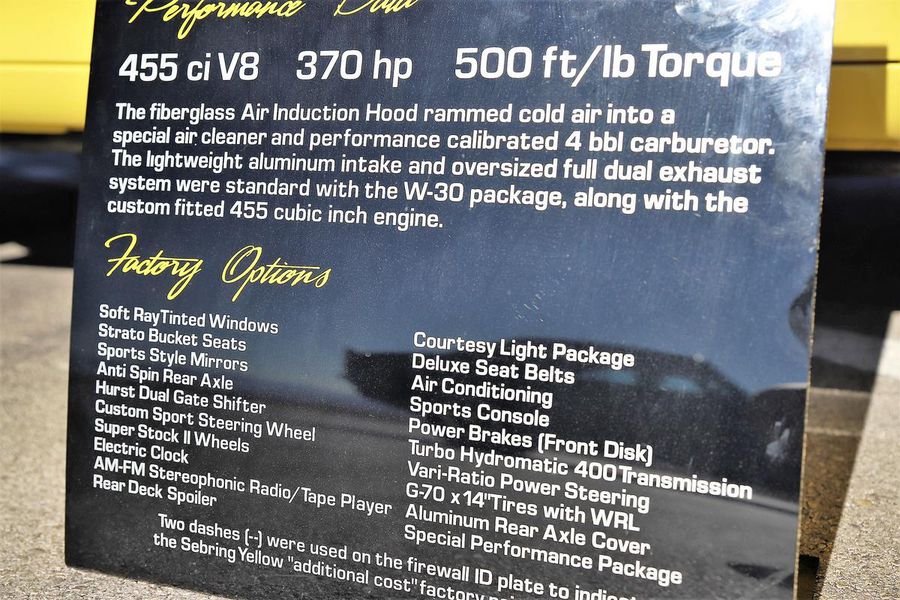 Performance Data
455 ci V8 370 hp 500 ft/lb Torque
The fiberglass Air Induction Hood rammed cold air into a
special air cleaner and performance calibrated 4 bbl carburetor.
The lightweight aluminum intake and oversized full dual exhaust
system were standard with the W-30 package, along with the
custom fitted 455 cubic inch engine.
Factory Options
Soft Ray Tinted Windows
Strato Bucket Seats
Sports Style Mirrors
Anti Spin Rear Axle
Hurst Dual Gate Shifter
Custom Sport Steering Wheel
Super Stock II Wheels
Electric Clock
AM-FM Stereophonic Radio/Tape Player
Rear Deck Spoiler
Courtesy Light Package
Deluxe Seat Belts
Air Conditioning
Sports Console
Power Brakes (Front Disk)
Turbo Hydromatic 400 Transmission
Vari-Ratio Power Steering
G-70 x 14" Tires with WRL
Aluminum Rear Axle Cover
Special Performance Package
Two dashes (--) were used on the firewall ID plate to
the Sebring Yellow "additional cost" factory